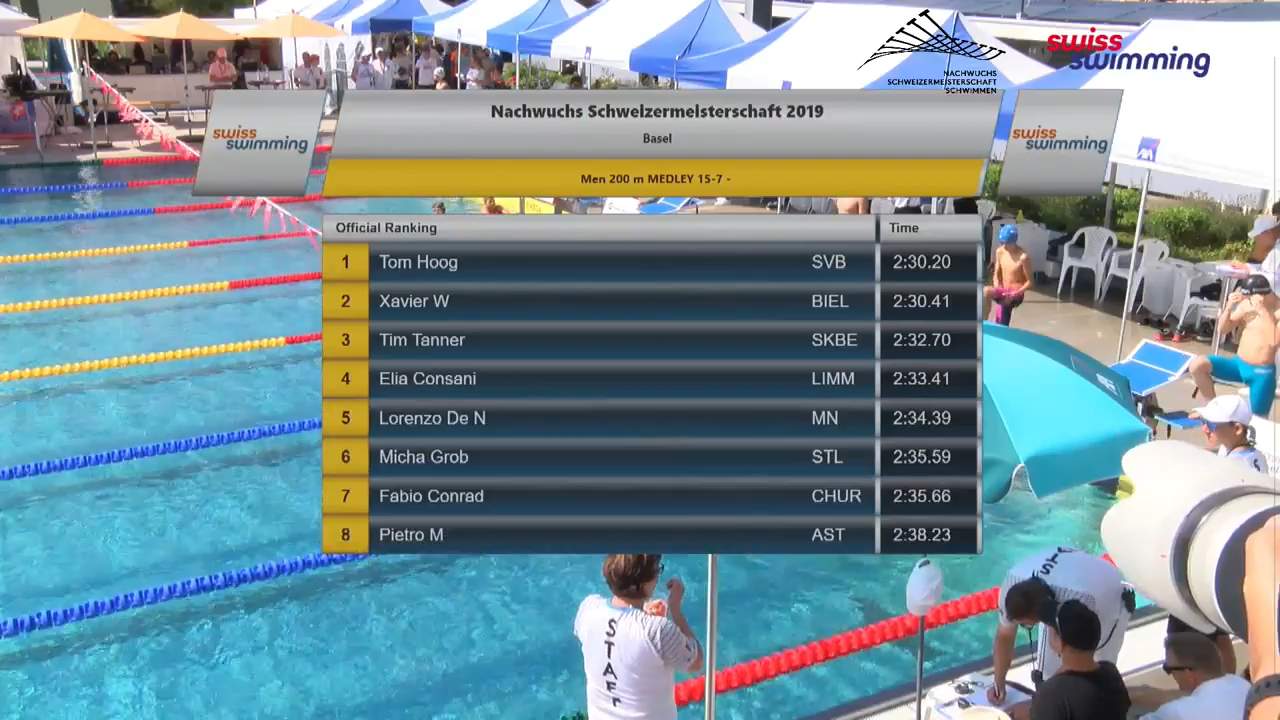 NACHWUCHS
SCHWEIZERMEISTERSCHAFT
SCHWIMMEN
swiss
swimming
Nachwuchs Schweizermeisterschaft 2019
Basel
swiss
swimming
swiss
swimming
AXA
Men 200 m MEDLEY 15-7 -
Official Ranking Time
1 Tom Hoog SVB 2:30.20
2 Xavier W BIEL 2:30.41
3 Tim Tanner SKBE 2:32.70
4 Elia Consani LIMM 2:33.41
5 Lorenzo De N MN 2:34.39
6 Micha Grob STL 2:35.59
7 Fabio Conrad CHUR 2:35.66
8 Pietro M AST 2:38.23
STAFF